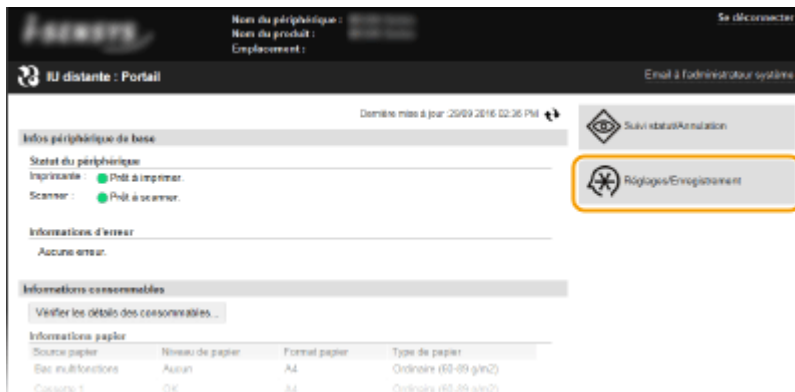 i-SENSYS
Nom du périphérique :
Nom du produit :
Emplacement :
Se déconnecter
IU distante : Portail
Email à l'administrateur système
Dernière mise à jour :29/09 2016 02:36 PM
Infos périphérique de base
Statut du périphérique
Imprimante : Prêt à imprimer.
Scanner : Prêt à scanner.
Informations d'erreur
Aucune erreur.
Informations consommables
Vérifier les détails des consommables...
Informations papier
Source papier Niveau de papier Format papier Type de papier
Bac multifonctions Aucun A4 Ordinaire (60-89 g/m2)
Cassette 1 OK A4 Ordinaire (60-89 g/m2)
Suivi statut/Annulation
Réglages/Enregistrement